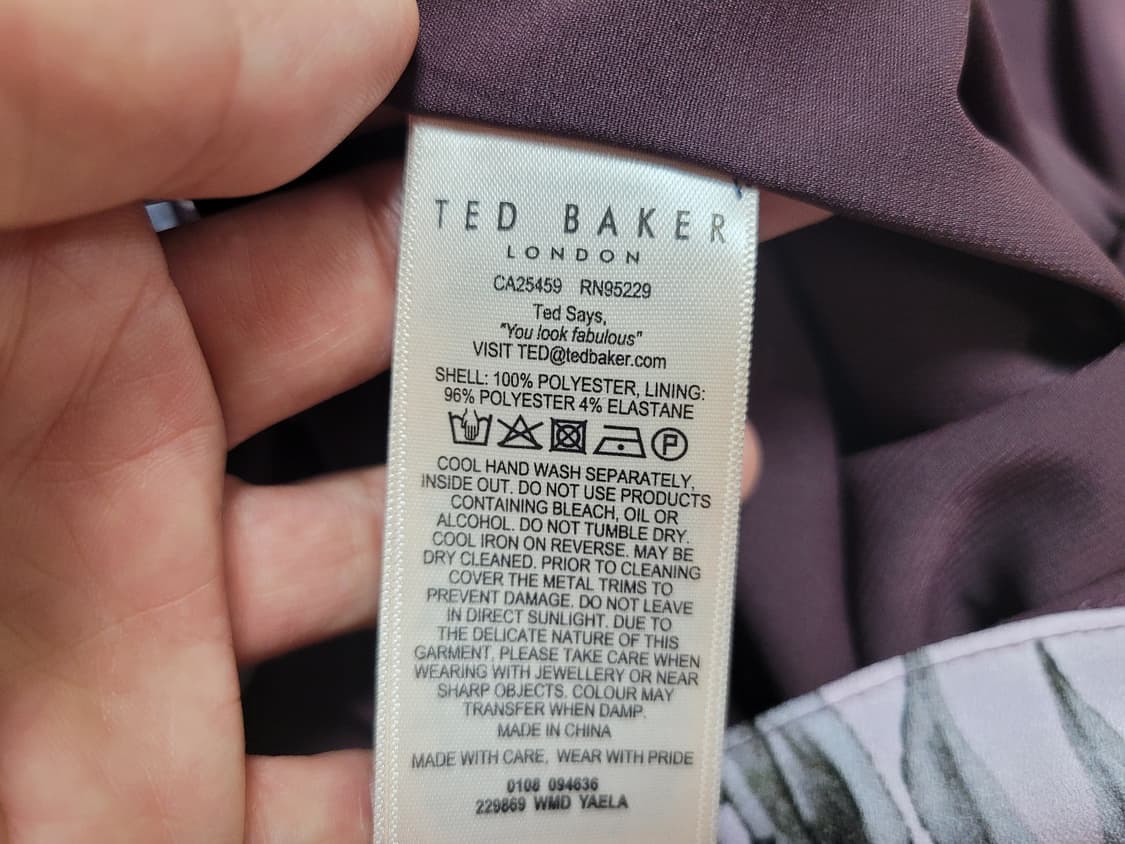 TED BAKER
LONDON
CA25459 RN95229
Ted Says,
"You look fabulous"
VISIT TED@tedbaker.com
SHELL: 100% POLYESTER, LINING:
96% POLYESTER 4% ELASTANE
P
COOL HAND WASH SEPARATELY,
INSIDE OUT. DO NOT USE PRODUCTS
CONTAINING BLEACH, OIL OR
ALCOHOL. DO NOT TUMBLE DRY.
COOL IRON ON REVERSE. MAY BE
DRY CLEANED. PRIOR TO CLEANING
COVER THE METAL TRIMS TO
PREVENT DAMAGE. DO NOT LEAVE
IN DIRECT SUNLIGHT. DUE TO
THE DELICATE NATURE OF THIS
GARMENT, PLEASE TAKE CARE WHEN
WEARING WITH JEWELLERY OR NEAR
SHARP OBJECTS. COLOUR MAY
TRANSFER WHEN DAMP.
MADE IN CHINA
MADE WITH CARE, WEAR WITH PRIDE
0108 094636
229869 WMD YAELA